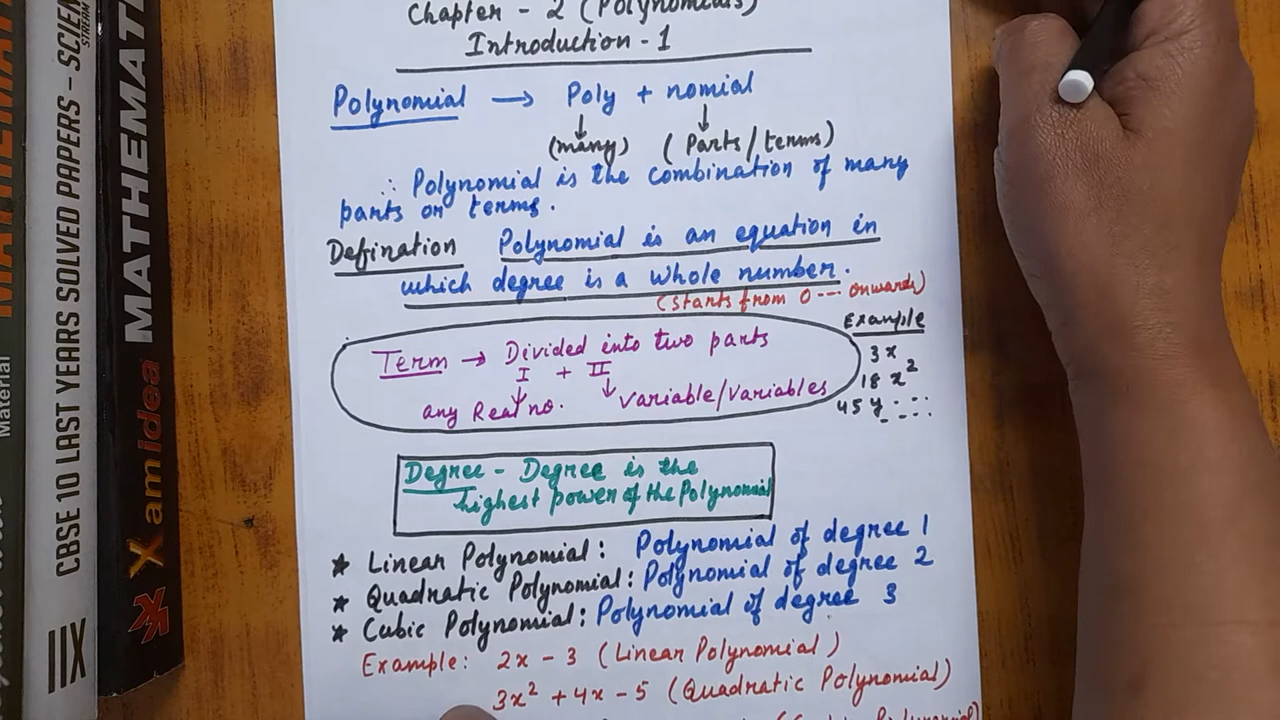 Chapter - 2 (Polynomials)
Introduction - 1
Polynomial → Poly + nomial
(many) ( Parts/terms)
∴ Polynomial is the combination of many
parts or terms.
Defination Polynomial is an equation in
which degree is a whole number.
(starts from 0 --- onwards)
Term → Divided into two parts
I + II
any Real no. Variable/Variables
Example
3x
18 x²
45 y
Degree - Degree is the
highest power of the Polynomial
* Linear Polynomial: Polynomial of degree 1
* Quadratic Polynomial: Polynomial of degree 2
* Cubic Polynomial: Polynomial of degree 3
Example: 2x - 3 (Linear Polynomial)
3x² + 4x - 5 (Quadratic Polynomial)
Material
CBSE 10 LAST YEARS SOLVED PAPERS - SCIEN
STREAM
XII
MATHEMATI
Xamidea